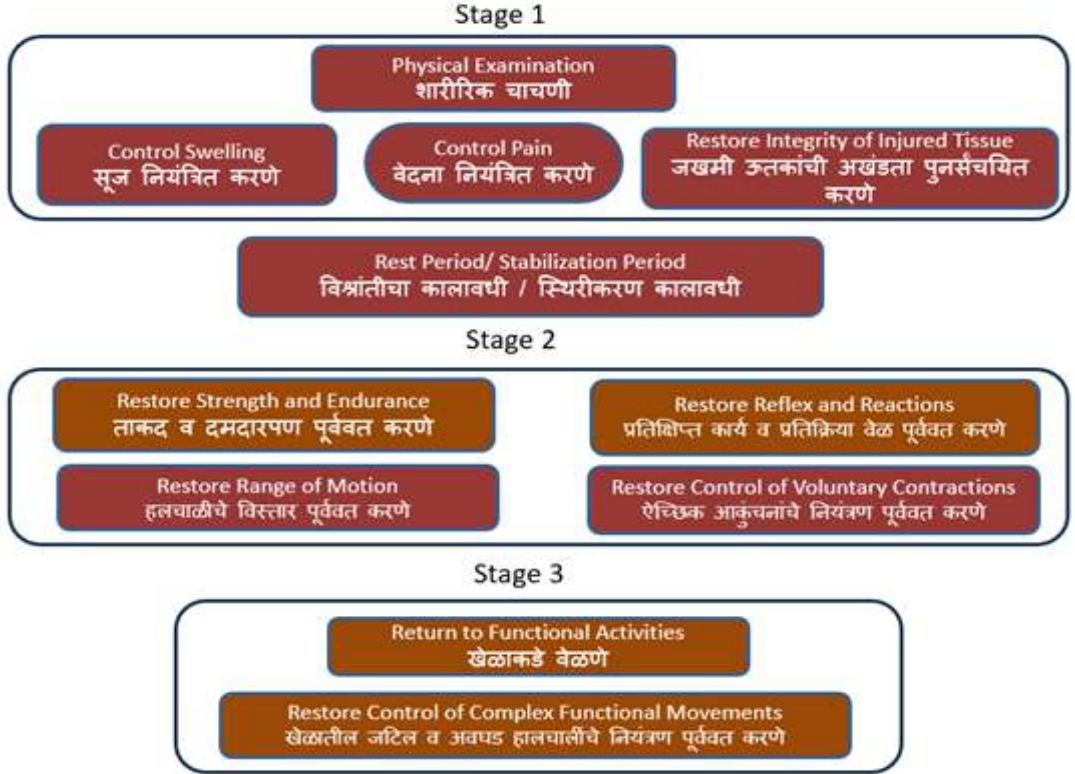 Stage 1
Physical Examination
शारीरिक चाचणी
Control Swelling
सूज नियंत्रित करणे
Control Pain
वेदना नियंत्रित करणे
Restore Integrity of Injured Tissue
जखमी ऊतकांची अखंडता पुनर्संचयित
करणे
Rest Period/ Stabilization Period
विश्रांतीचा कालावधी / स्थिरीकरण कालावधी
Stage 2
Restore Strength and Endurance
ताकद व दमदारपण पूर्ववत करणे
Restore Reflex and Reactions
प्रतिक्षिप्त कार्य व प्रतिक्रिया वेळ पूर्ववत करणे
Restore Range of Motion
हलचाळीचे विस्तार पूर्ववत करणे
Restore Control of Voluntary Contractions
ऐच्छिक आकुंचनांचे नियंत्रण पूर्ववत करणे
Stage 3
Return to Functional Activities
खेळाकडे वेळणे
Restore Control of Complex Functional Movements
खेळातील जटिल व अवघड हालचालींचे नियंत्रण पूर्ववत करणे